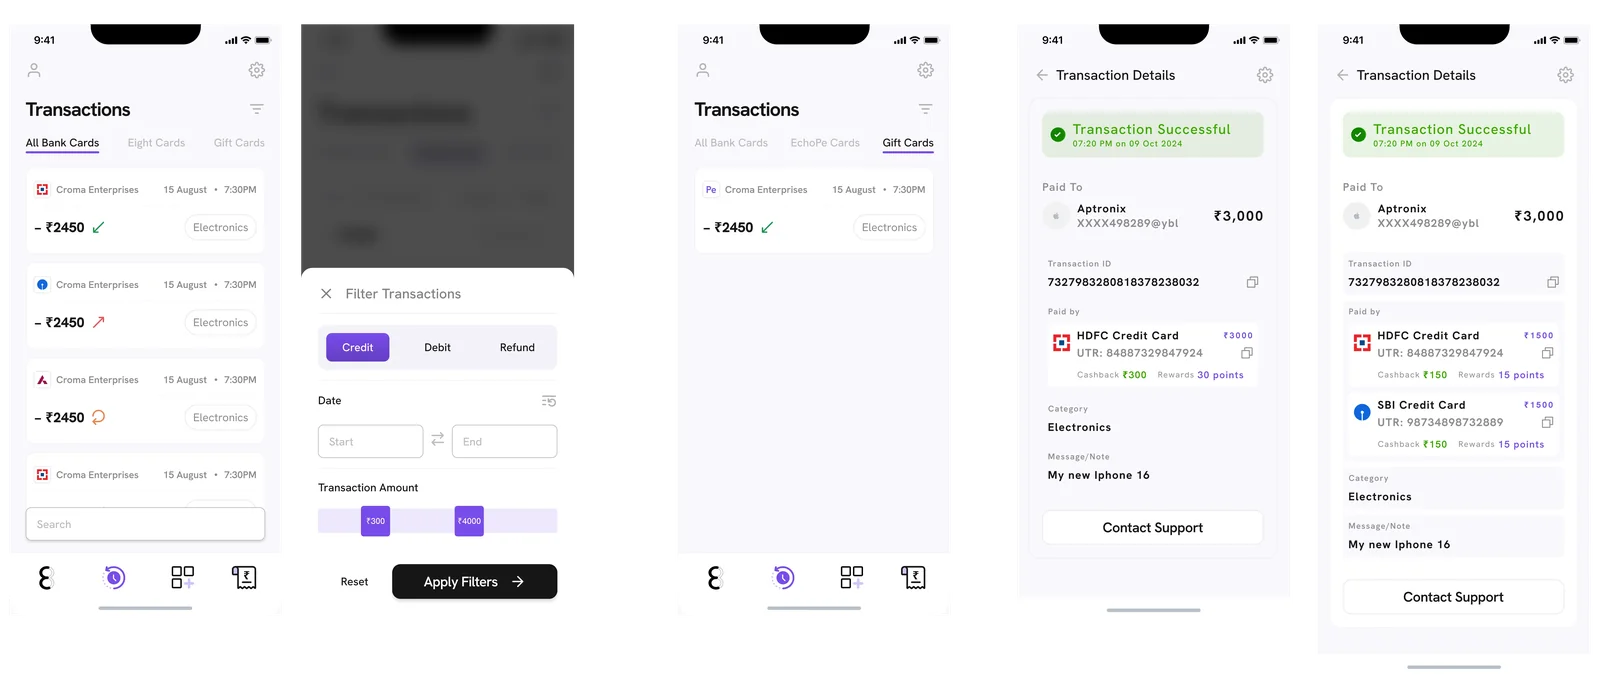 9:41
Transactions
All Bank Cards Eight Cards Gift Cards
Croma Enterprises 15 August • 7:30PM
– ₹2450 Electronics
Croma Enterprises 15 August • 7:30PM
– ₹2450 Electronics
Croma Enterprises 15 August • 7:30PM
– ₹2450 Electronics
Croma Enterprises 15 August • 7:30PM
Search
Filter Transactions
Credit Debit Refund
Date
Start End
Transaction Amount
₹300 ₹4000
Reset Apply Filters
9:41
Transactions
All Bank Cards EchoPe Cards Gift Cards
Pe Croma Enterprises 15 August • 7:30PM
– ₹2450 Electronics
9:41
Transaction Details
Transaction Successful
07:20 PM on 09 Oct 2024
Paid To
Aptronix
XXXX498289@ybl
₹3,000
Transaction ID
7327983280818378238032
Paid by
HDFC Credit Card ₹3000
UTR: 84887329847924
Cashback ₹300 Rewards 30 points
Category
Electronics
Message/Note
My new Iphone 16
Contact Support
9:41
Transaction Details
Transaction Successful
07:20 PM on 09 Oct 2024
Paid To
Aptronix
XXXX498289@ybl
₹3,000
Transaction ID
7327983280818378238032
Paid by
HDFC Credit Card ₹1500
UTR: 84887329847924
Cashback ₹150 Rewards 15 points
SBI Credit Card ₹1500
UTR: 98734898732889
Cashback ₹150 Rewards 15 points
Category
Electronics
Message/Note
My new Iphone 16
Contact Support